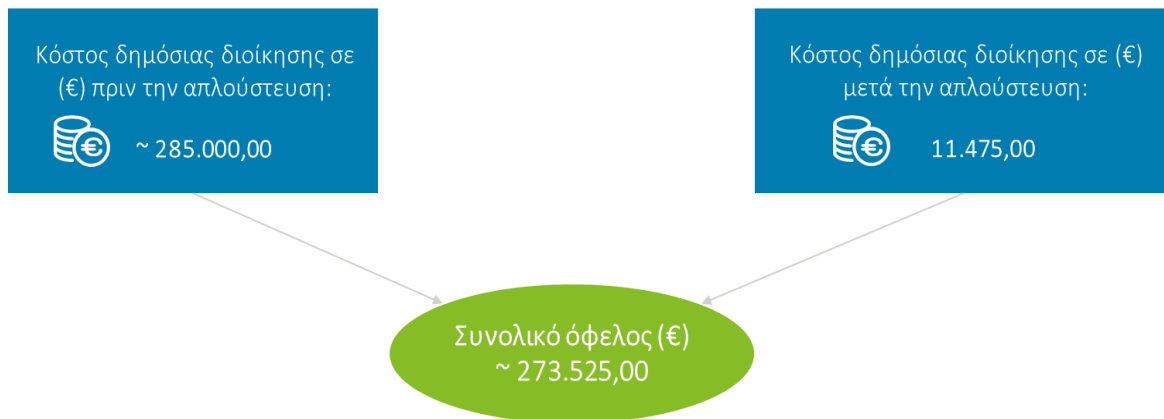 Κόστος δημόσιας διοίκησης σε
(€) πριν την απλούστευση:
~ 285.000,00
Κόστος δημόσιας διοίκησης σε (€)
μετά την απλούστευση:
11.475,00
Συνολικό όφελος (€)
~ 273.525,00